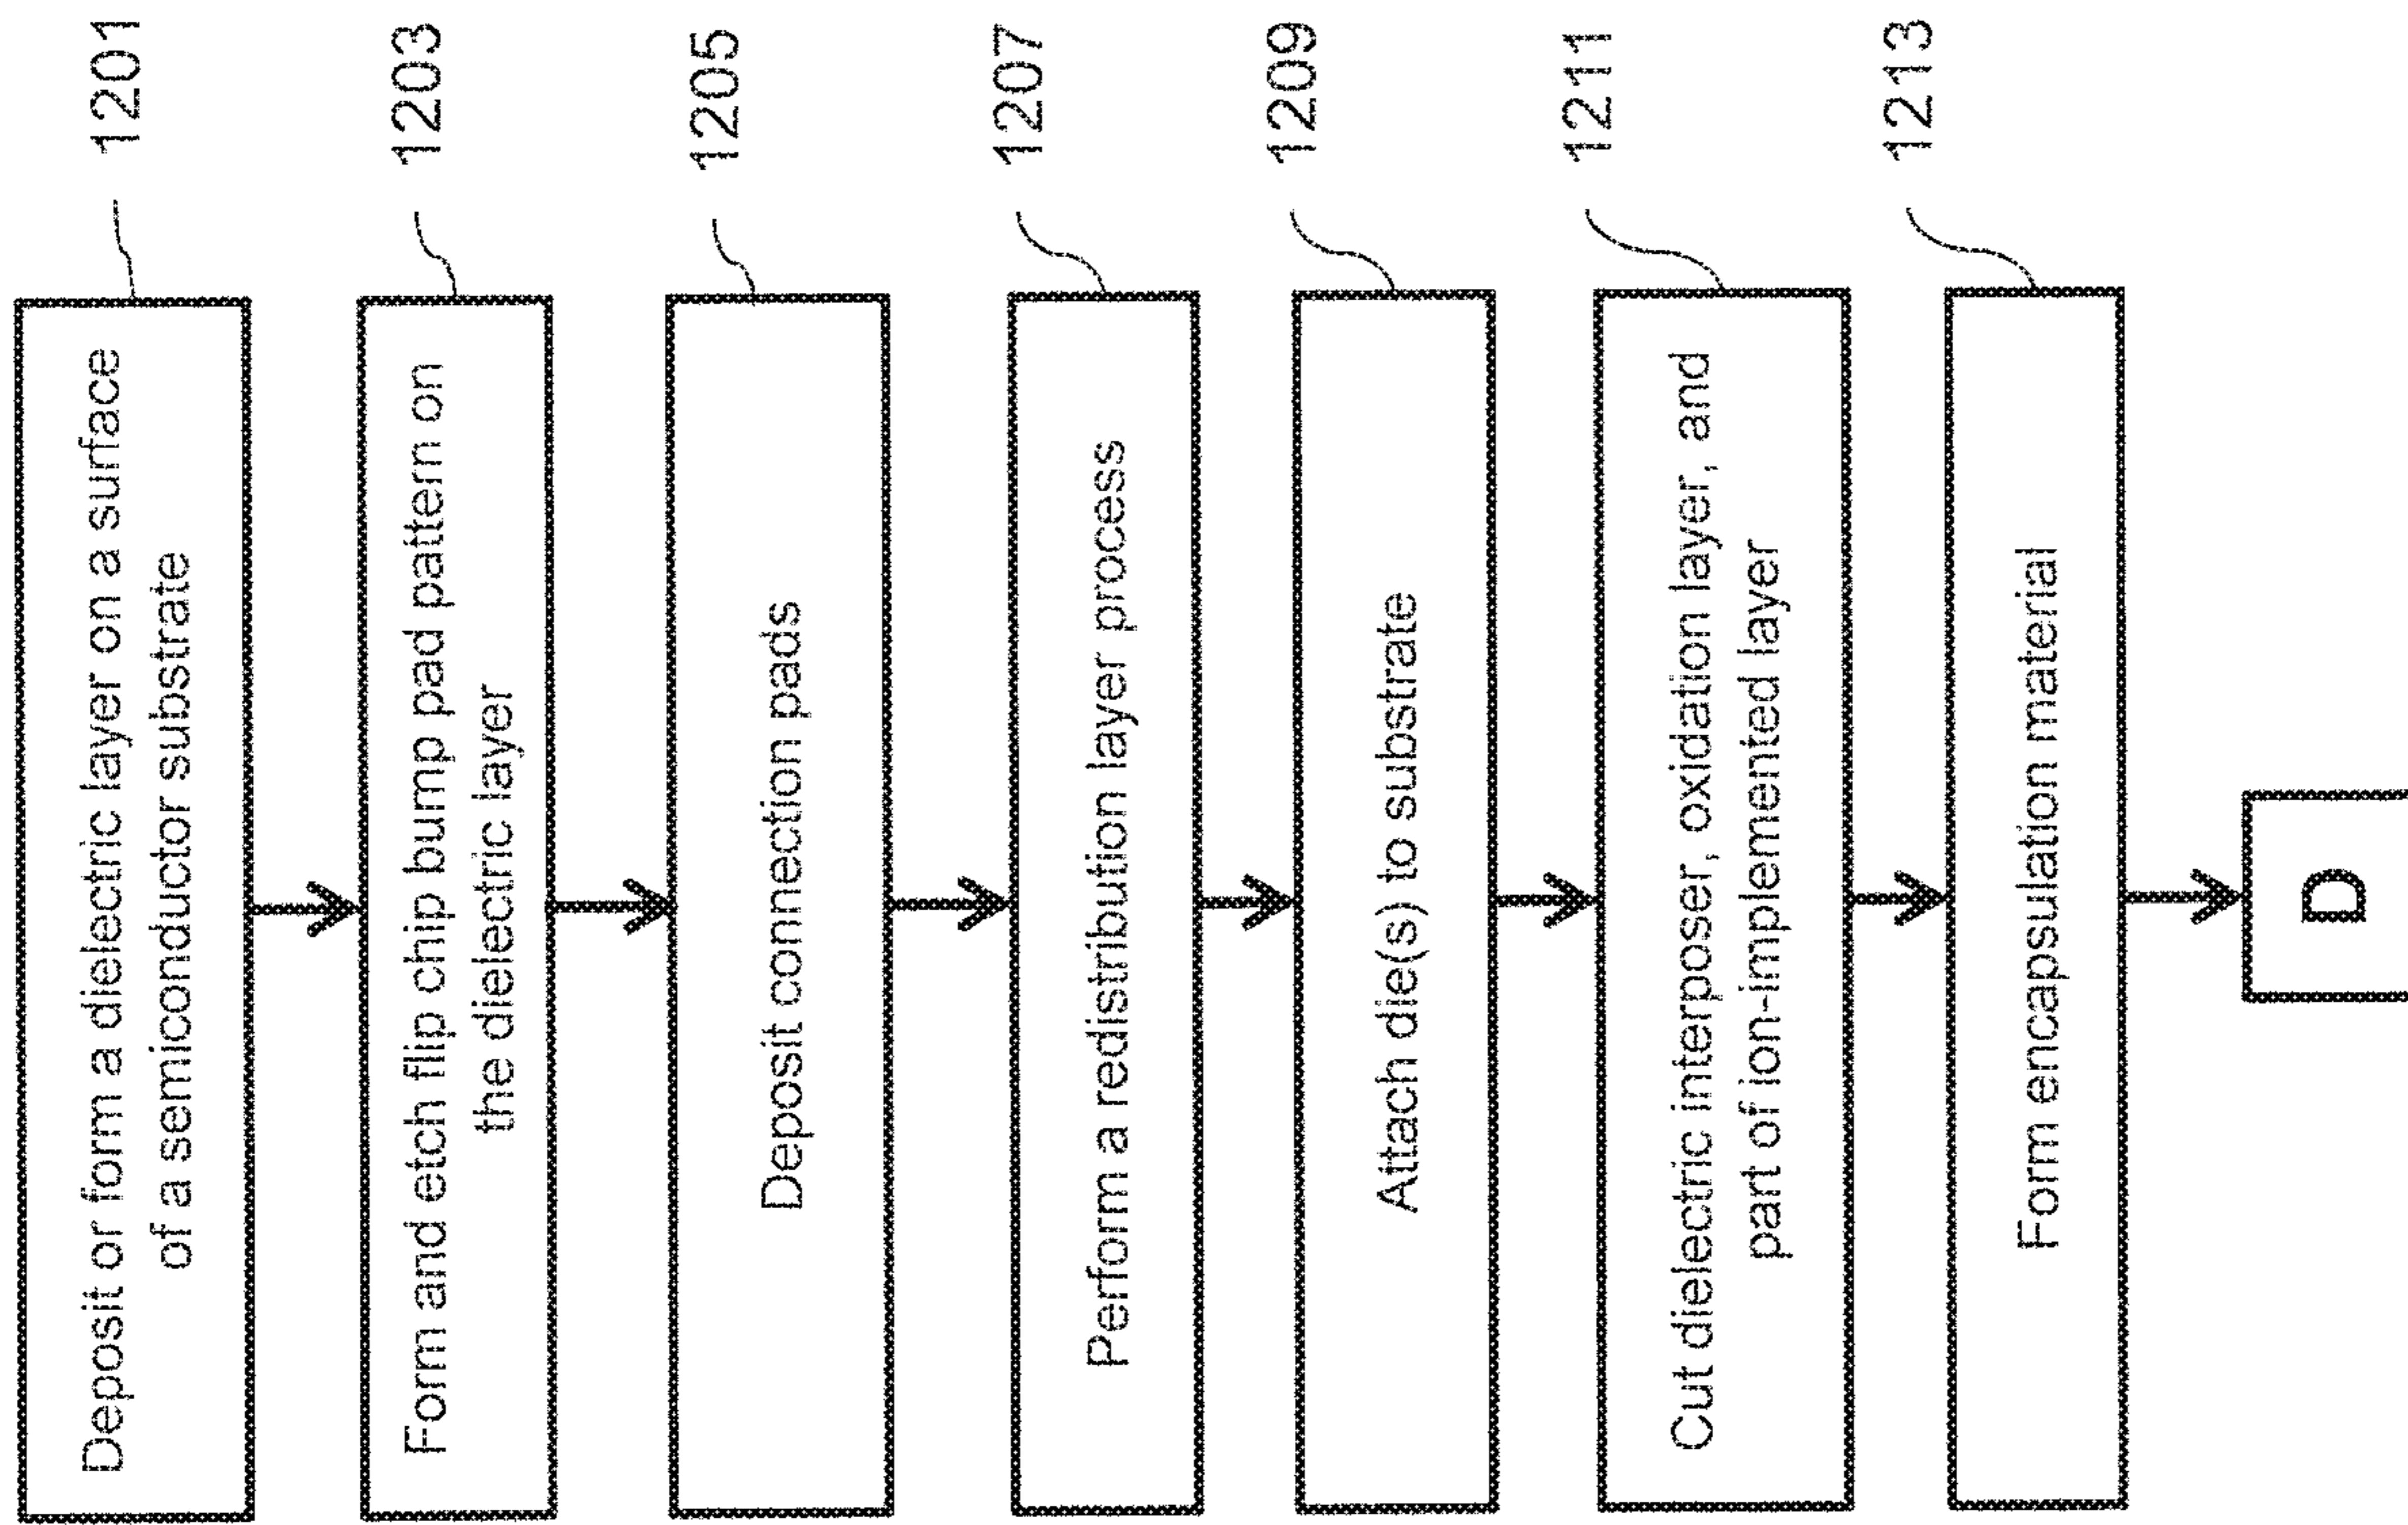 Deposit or form a dielectric layer on a surface
of a semiconductor substrate
1201
Form and etch flip chip bump pad pattern on
the dielectric layer
1203
Deposit connection pads
1205
Perform a redistribution layer process
1207
Attach die(s) to substrate
1209
Cut dielectric interposer, oxidation layer, and
part of ion-implemented layer
1211
Form encapsulation material
1213
D